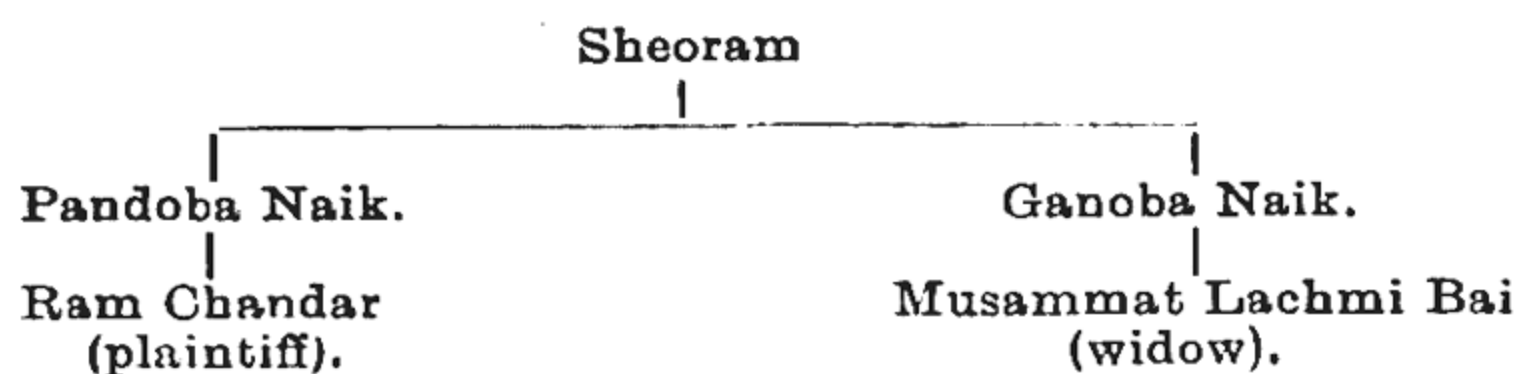 Sheoram
Pandoba Naik.
Ganoba Naik.
Ram Chandar
(plaintiff).
Musammat Lachmi Bai
(widow).